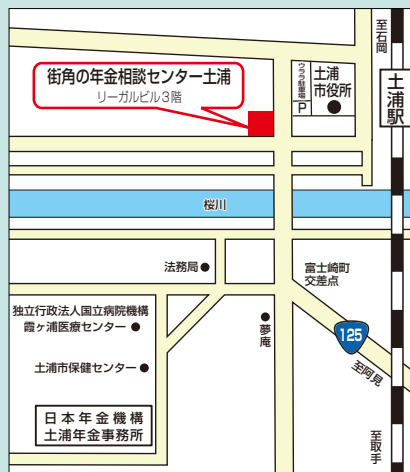 至石岡
街角の年金相談センター土浦
リーガルビル3階
ウララ駐車場
P
土浦
市役所
土浦駅
桜川
法務局
富士崎町
交差点
独立行政法人国立病院機構
霞ヶ浦医療センター
夢庵
125
至阿見
土浦市保健センター
日本年金機構
土浦年金事務所
至取手